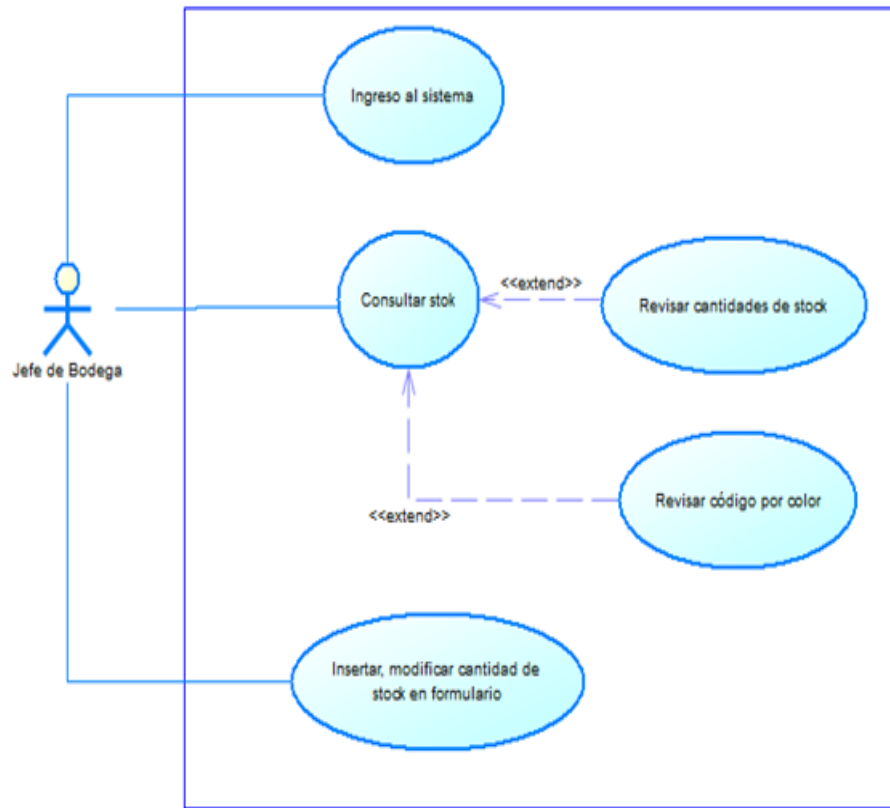 Ingreso al sistema
Consultar stok
<<extend>>
Revisar cantidades de stock
Jefe de Bodega
Revisar código por color
<<extend>>
Insertar, modificar cantidad de
stock en formulario